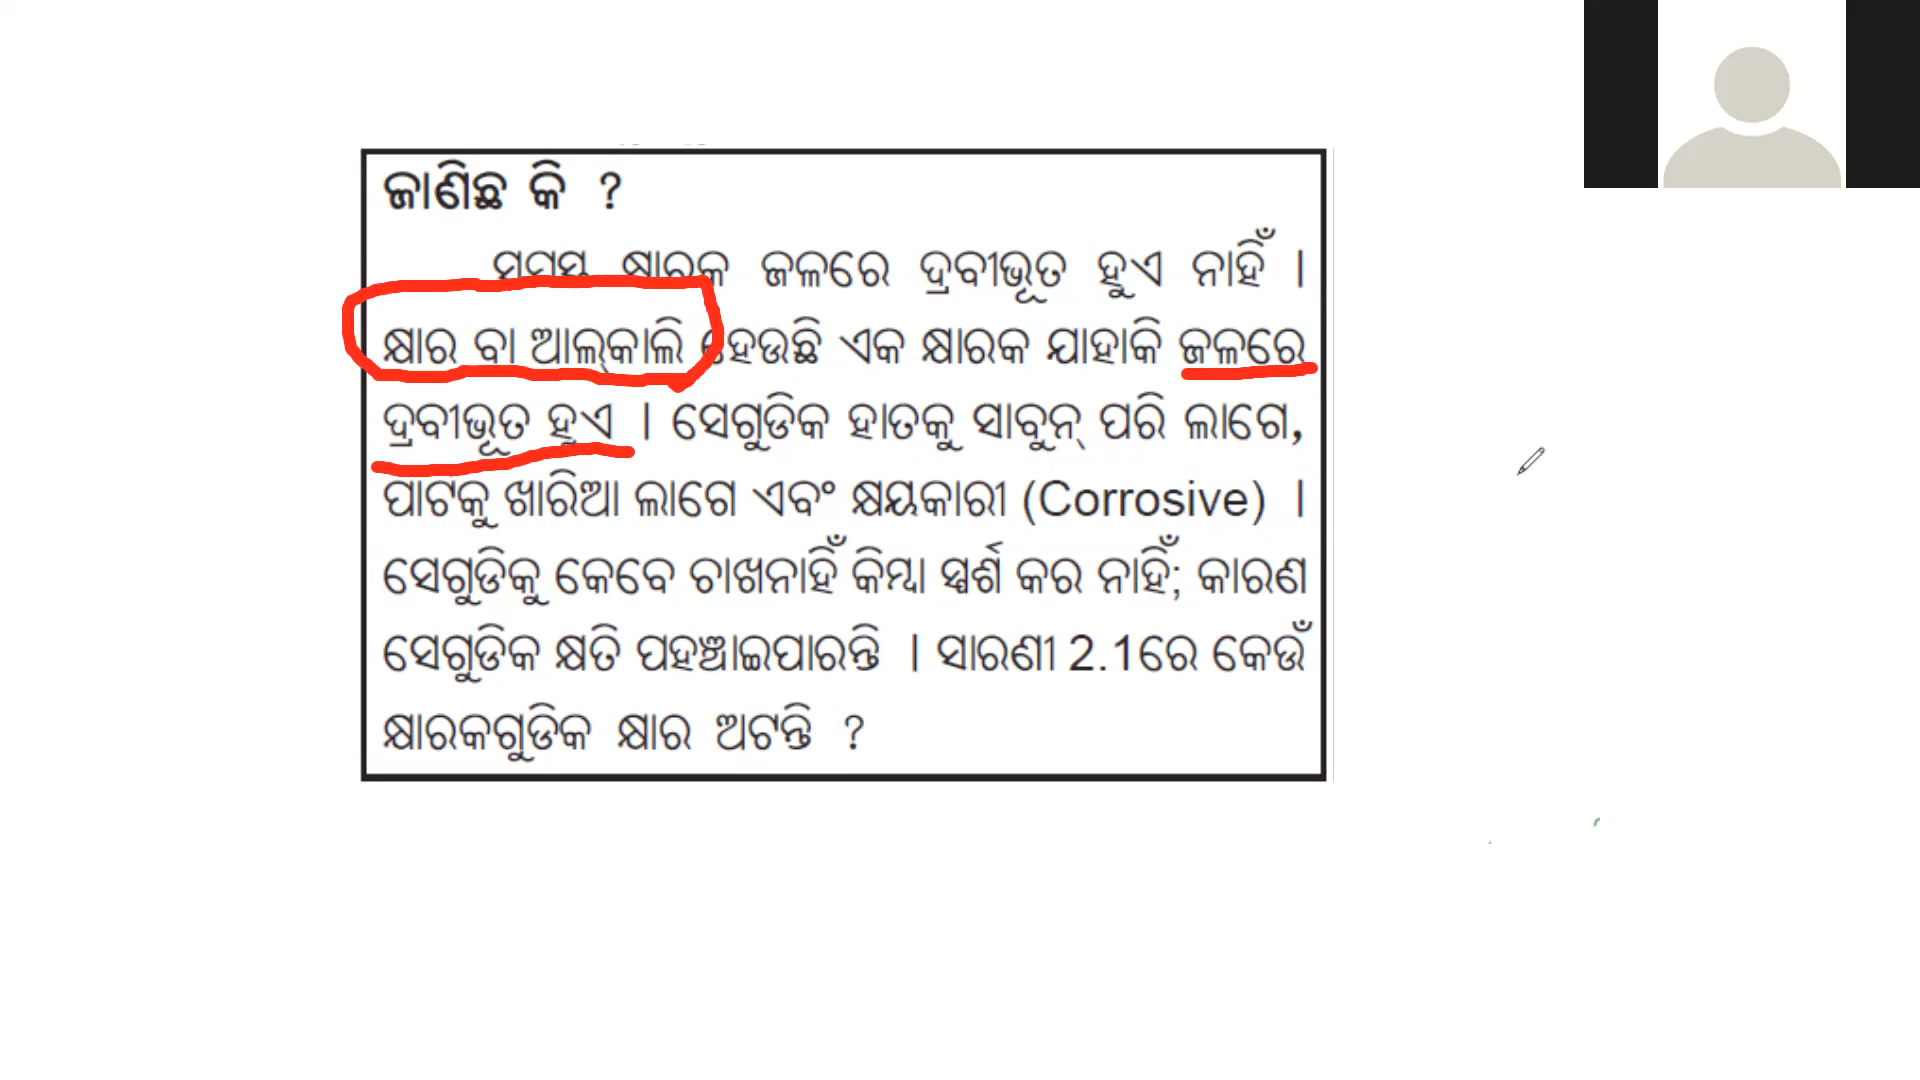 ଜାଣିଛ କି ?
ସମସ୍ତ କ୍ଷାରକ ଜଳରେ ଦ୍ରବୀଭୂତ ହୁଏ ନାହିଁ ।
କ୍ଷାର ବା ଆଲ୍‌କାଲି ହେଉଛି ଏକ କ୍ଷାରକ ଯାହାକି ଜଳରେ
ଦ୍ରବୀଭୂତ ହୁଏ । ସେଗୁଡିକ ହାତକୁ ସାବୁନ୍ ପରି ଲାଗେ,
ପାଟକୁ ଖାରିଆ ଲାଗେ ଏବଂ କ୍ଷୟକାରୀ (Corrosive) ।
ସେଗୁଡିକୁ କେବେ ଚାଖନାହିଁ କିମ୍ବା ସ୍ପର୍ଶ କର ନାହିଁ; କାରଣ
ସେଗୁଡିକ କ୍ଷତି ପହଞ୍ଚାଇପାରନ୍ତି । ସାରଣୀ 2.1ରେ କେଉଁ
କ୍ଷାରକଗୁଡିକ କ୍ଷାର ଅଟନ୍ତି ?